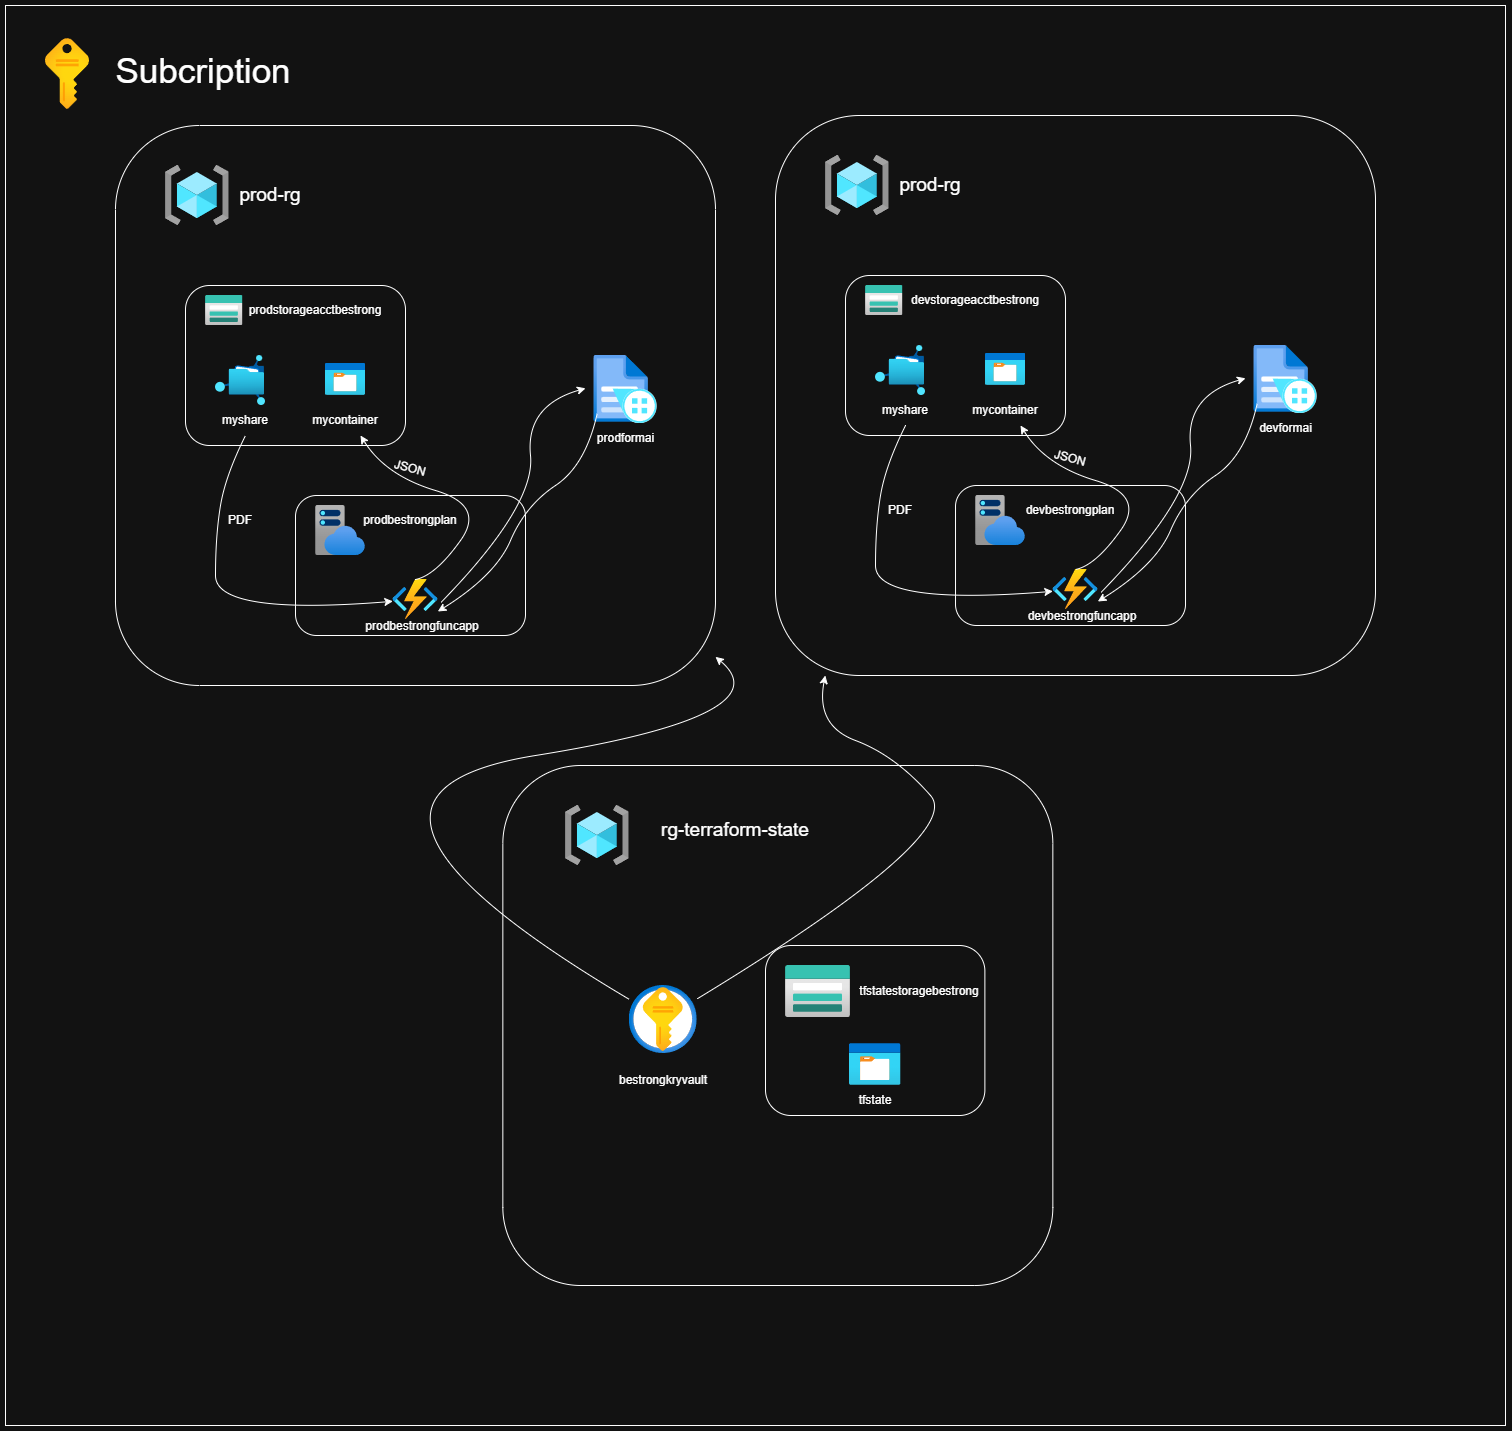 Subcription
prod-rg
prodstorageacctbestrong
myshare
mycontainer
prodformai
JSON
PDF
prodbestrongplan
prodbestrongfuncapp
prod-rg
devstorageacctbestrong
myshare
mycontainer
devformai
JSON
PDF
devbestrongplan
devbestrongfuncapp
rg-terraform-state
bestrongkryvault
tfstatestoragebestrong
tfstate